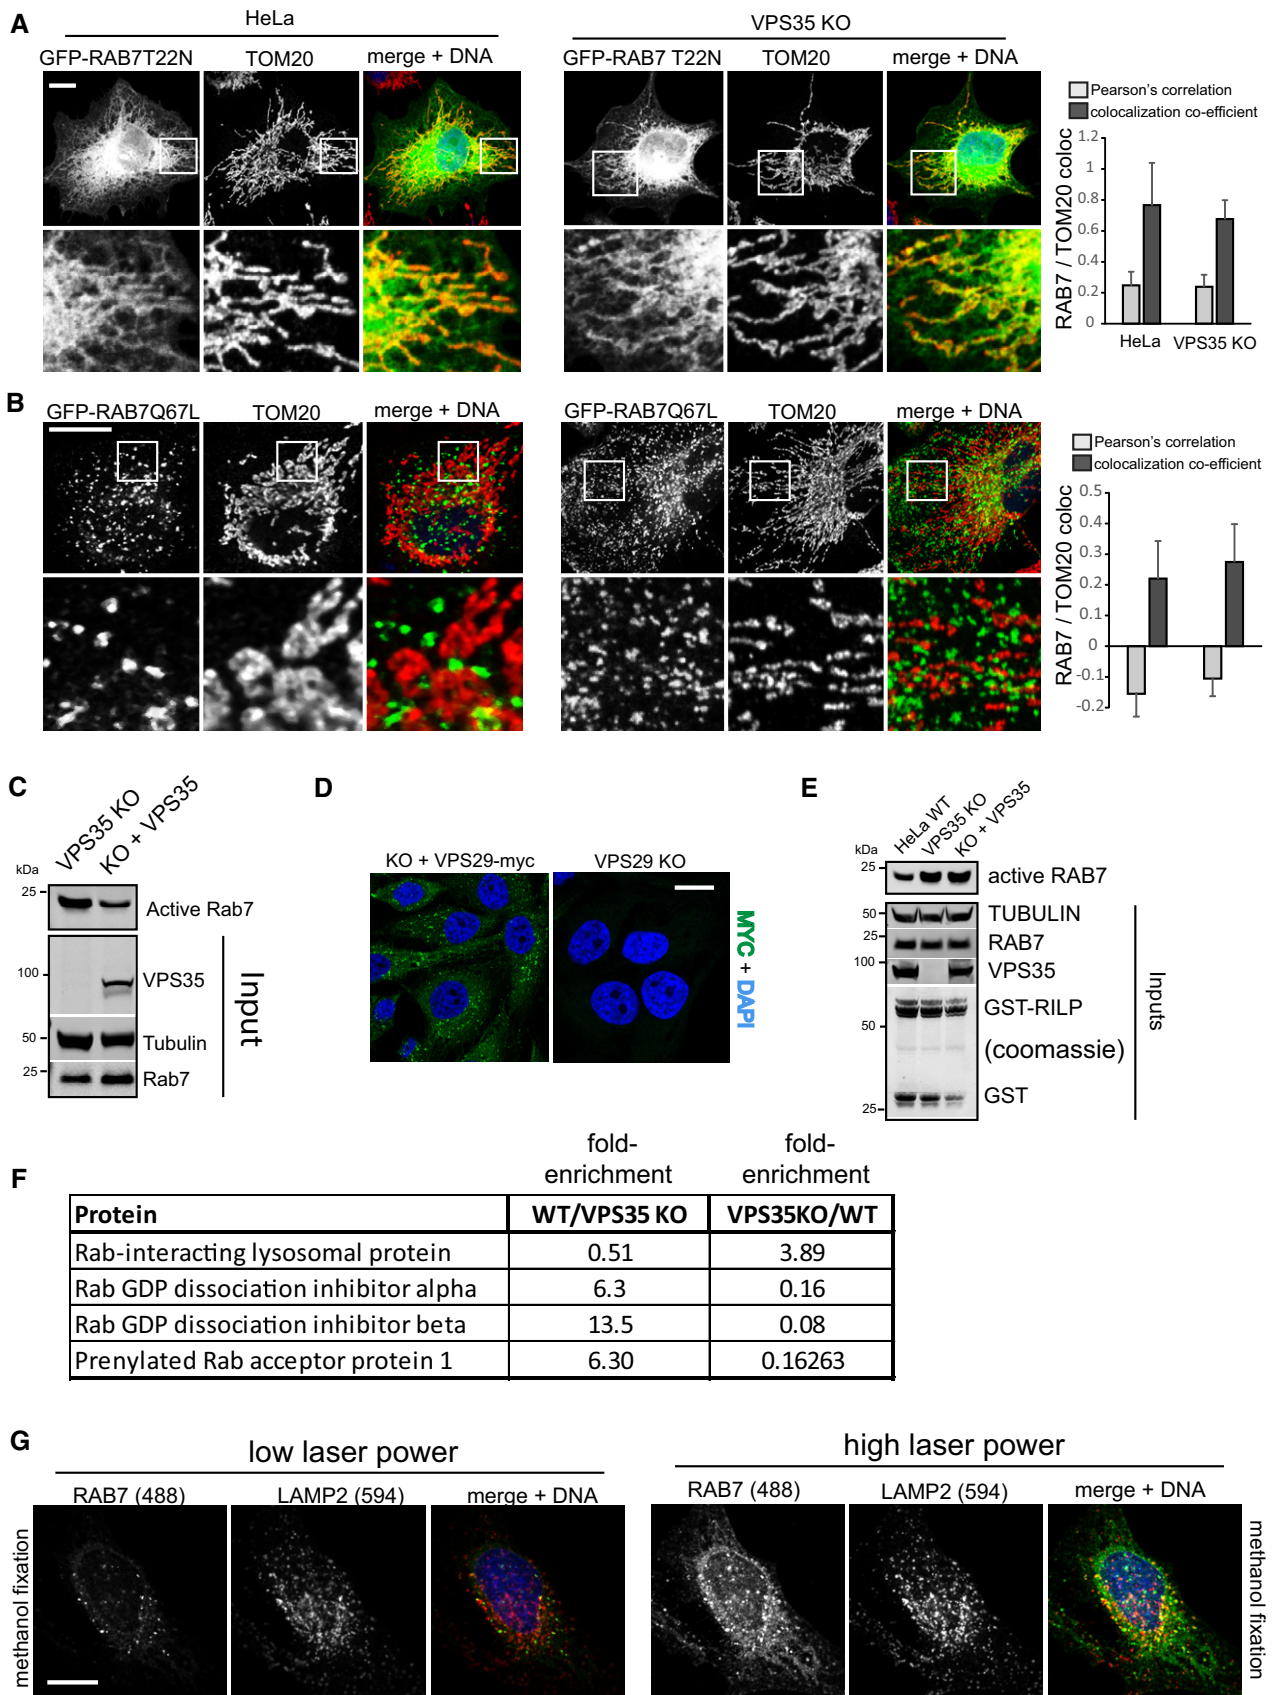 A
HeLa
VPS35 KO
GFP-RAB7T22N
TOM20
merge + DNA
GFP-RAB7 T22N
TOM20
merge + DNA
Pearson's correlation
colocalization co-efficient
RAB7 / TOM20 coloc
1.2
1
0.8
0.6
0.4
0.2
0
HeLa
VPS35 KO
B
GFP-RAB7Q67L
TOM20
merge + DNA
GFP-RAB7Q67L
TOM20
merge + DNA
Pearson's correlation
colocalization co-efficient
RAB7 / TOM20 coloc
0.5
0.4
0.3
0.2
0.1
0
-0.1
-0.2
C
VPS35 KO
KO + VPS35
kDa
25
Active Rab7
100
VPS35
50
Tubulin
25
Rab7
Input
D
KO + VPS29-myc
VPS29 KO
MYC + DAPI
E
HeLa WT
VPS35 KO
KO + VPS35
kDa
25
active RAB7
50
TUBULIN
25
RAB7
100
VPS35
GST-RILP
50
(coomassie)
GST
25
Inputs
F
fold-
enrichment
fold-
enrichment
Protein
WT/VPS35 KO
VPS35KO/WT
Rab-interacting lysosomal protein
0.51
3.89
Rab GDP dissociation inhibitor alpha
6.3
0.16
Rab GDP dissociation inhibitor beta
13.5
0.08
Prenylated Rab acceptor protein 1
6.30
0.16263
G
low laser power
high laser power
RAB7 (488)
LAMP2 (594)
merge + DNA
RAB7 (488)
LAMP2 (594)
merge + DNA
methanol fixation
methanol fixation